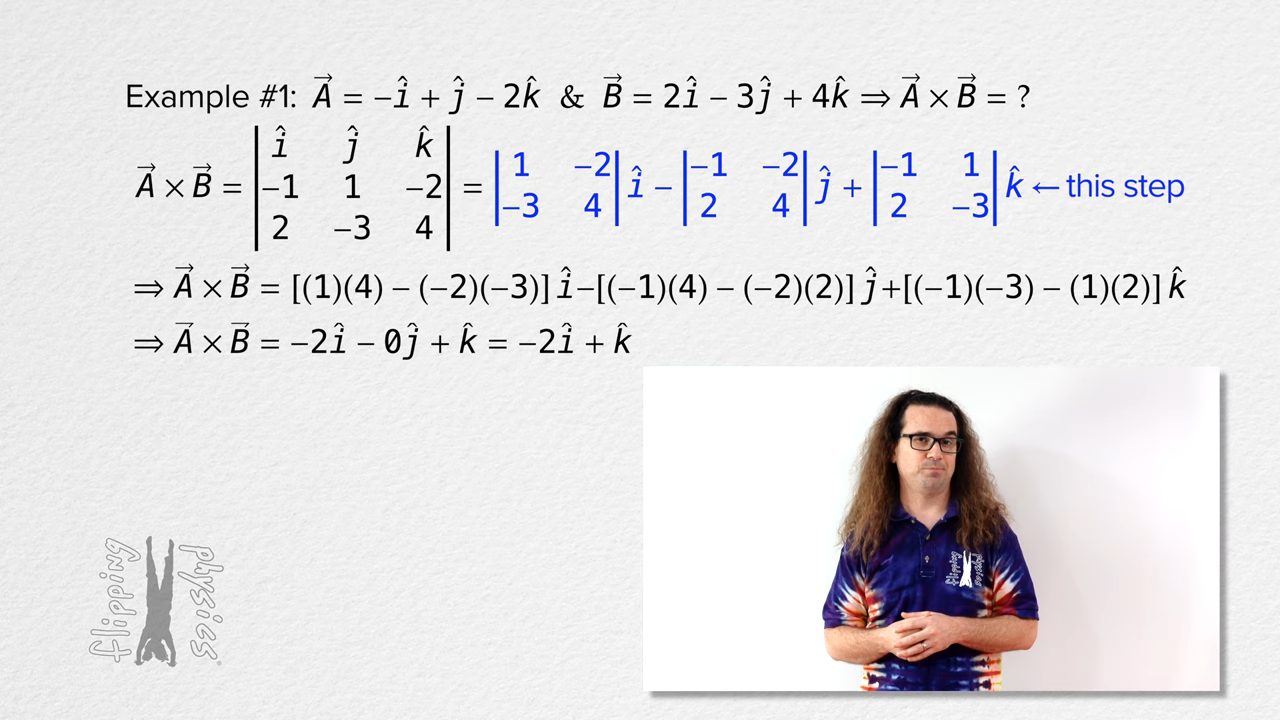 Example #1: A⃗ = −î + ĵ − 2k̂ & B⃗ = 2î − 3ĵ + 4k̂ ⇒ A⃗ × B⃗ = ?
A⃗ × B⃗ = | î ĵ k̂ | = | 1 −2 | î − | −1 −2 | ĵ + | −1 1 | k̂ ← this step
| −1 1 −2 | | −3 4 | | 2 4 | | 2 −3 |
| 2 −3 4 |
⇒ A⃗ × B⃗ = [(1)(4) − (−2)(−3)] î−[(−1)(4) − (−2)(2)] ĵ+[(−1)(−3) − (1)(2)] k̂
⇒ A⃗ × B⃗ = −2î − 0ĵ + k̂ = −2î + k̂
flipping
physics
flipping
physics